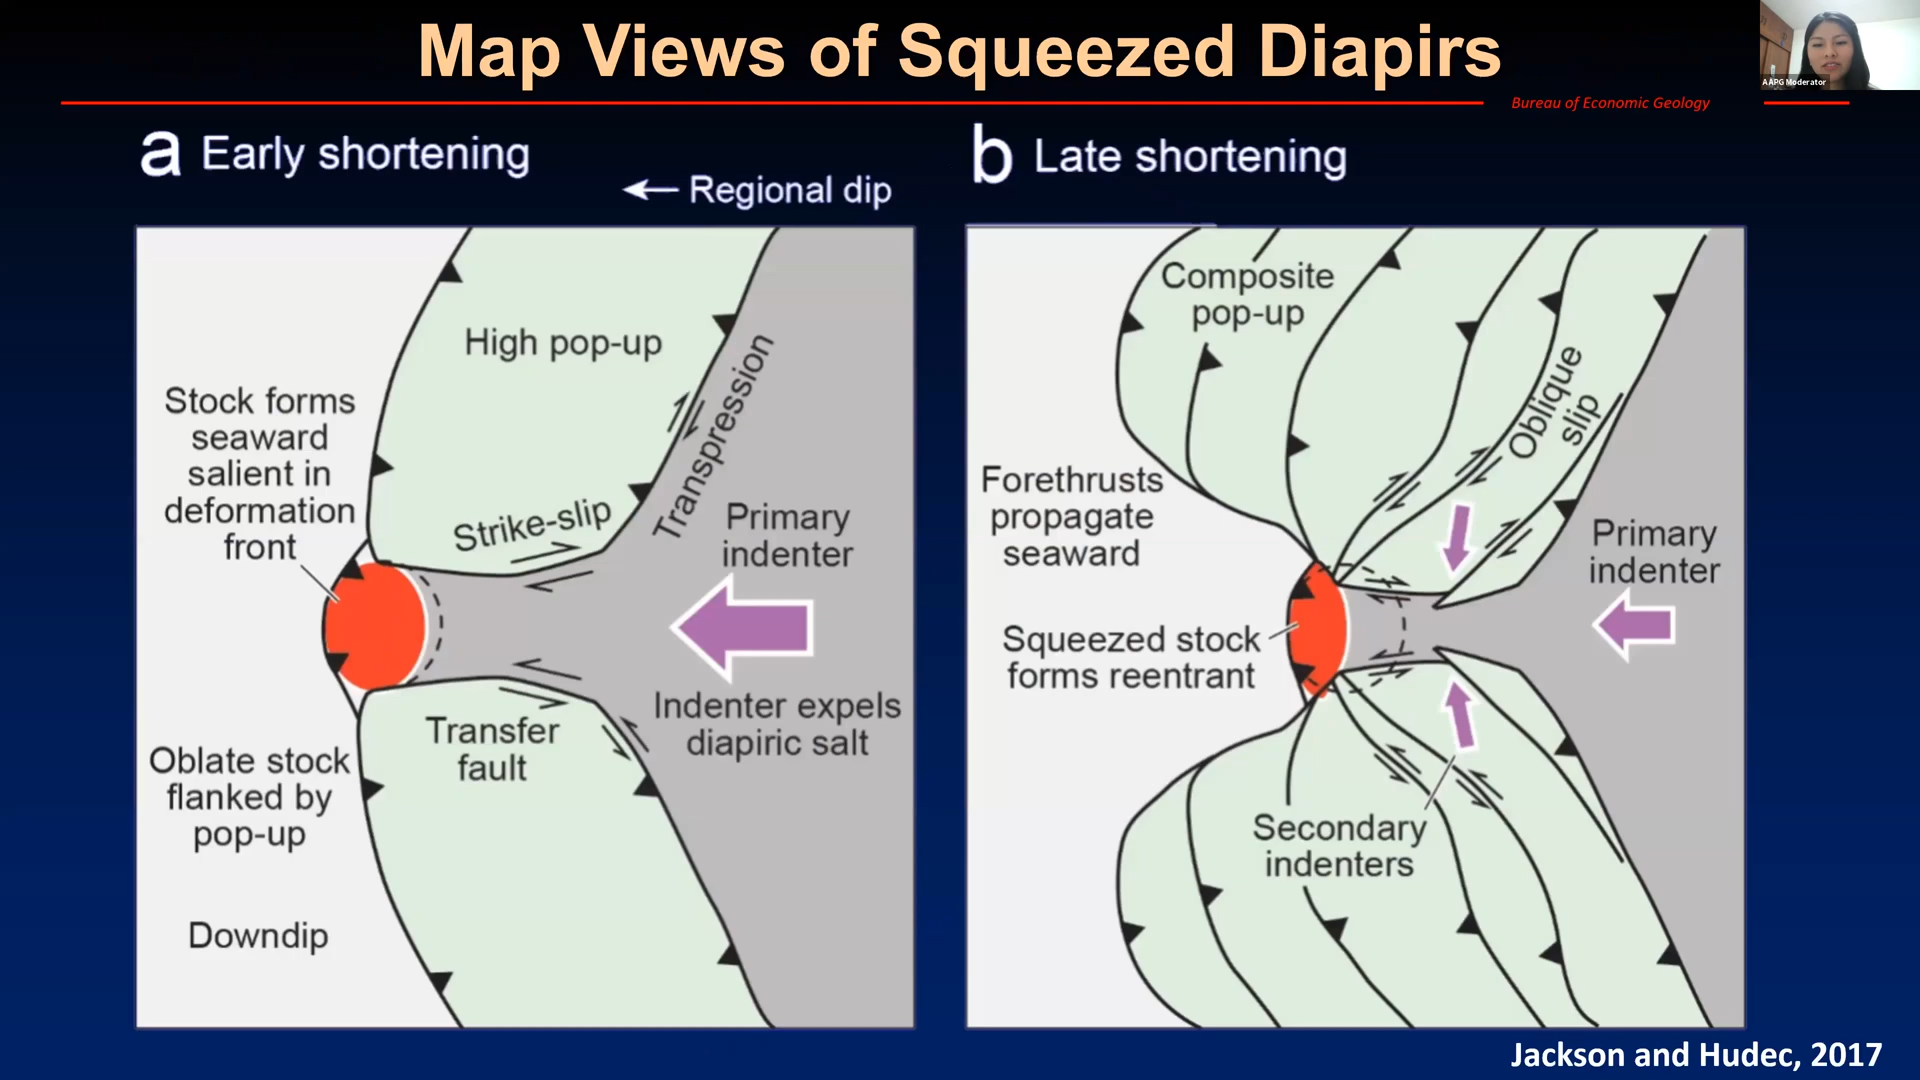 Map Views of Squeezed Diapirs
AAPG Moderator
Bureau of Economic Geology
a Early shortening
Regional dip
High pop-up
Stock forms
seaward
salient in
deformation
front
Strike-slip
Transpression
Primary
indenter
Indenter expels
diapiric salt
Transfer
fault
Oblate stock
flanked by
pop-up
Downdip
b Late shortening
Composite
pop-up
Oblique
slip
Forethrusts
propagate
seaward
Primary
indenter
Squeezed stock
forms reentrant
Secondary
indenters
Jackson and Hudec, 2017